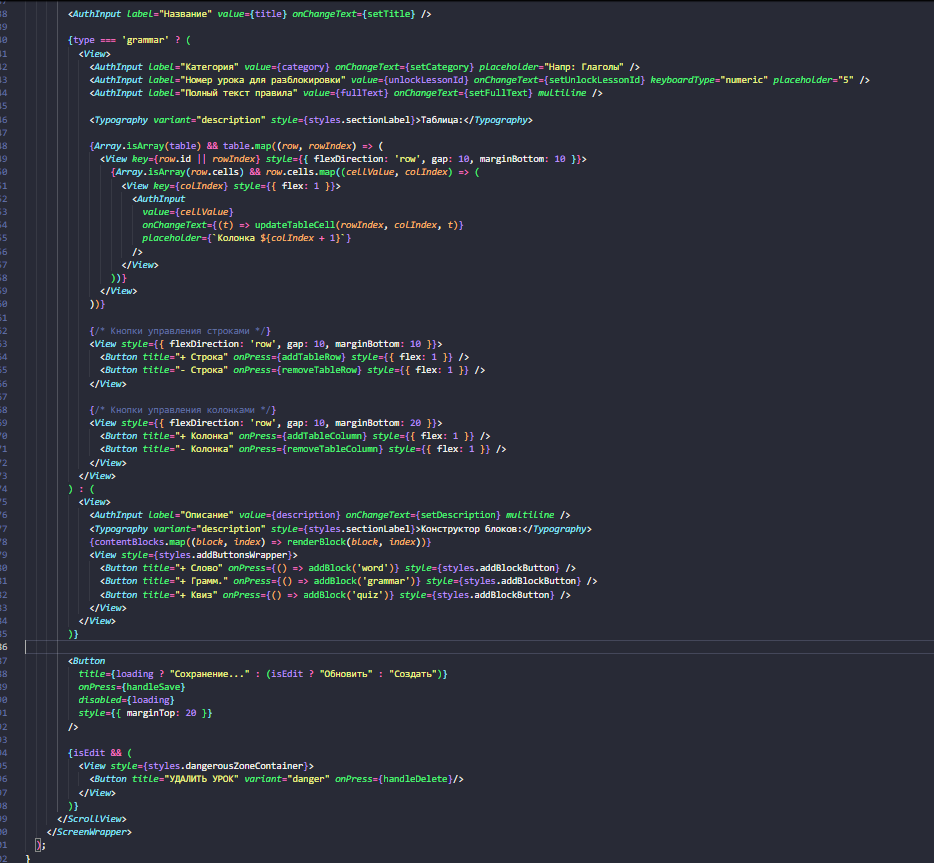 <AuthInput label="Название" value={title} onChangeText={setTitle} />
{type === 'grammar' ? (
<View>
<AuthInput label="Категория" value={category} onChangeText={setCategory} placeholder="Напр: Глаголы" />
<AuthInput label="Номер урока для разблокировки" value={unlockLessonId} onChangeText={setUnlockLessonId} keyboardType="numeric" placeholder="5" />
<AuthInput label="Полный текст правила" value={fullText} onChangeText={setFullText} multiline />
<Typography variant="description" style={styles.sectionLabel}>Таблица:</Typography>
{Array.isArray(table) && table.map((row, rowIndex) => (
<View key={row.id || rowIndex} style={{ flexDirection: 'row', gap: 10, marginBottom: 10 }}>
{Array.isArray(row.cells) && row.cells.map((cellValue, colIndex) => (
<View key={colIndex} style={{ flex: 1 }}>
<AuthInput
value={cellValue}
onChangeText={(t) => updateTableCell(rowIndex, colIndex, t)}
placeholder={`Колонка ${colIndex + 1}`}
/>
</View>
))}
</View>
))}
{/* Кнопки управления строками */}
<View style={{ flexDirection: 'row', gap: 10, marginBottom: 10 }}>
<Button title="+ Строка" onPress={addTableRow} style={{ flex: 1 }} />
<Button title="- Строка" onPress={removeTableRow} style={{ flex: 1 }} />
</View>
{/* Кнопки управления колонками */}
<View style={{ flexDirection: 'row', gap: 10, marginBottom: 20 }}>
<Button title="+ Колонка" onPress={addTableColumn} style={{ flex: 1 }} />
<Button title="- Колонка" onPress={removeTableColumn} style={{ flex: 1 }} />
</View>
</View>
) : (
<View>
<AuthInput label="Описание" value={description} onChangeText={setDescription} multiline />
<Typography variant="description" style={styles.sectionLabel}>Конструктор блоков:</Typography>
{contentBlocks.map((block, index) => renderBlock(block, index))}
<View style={styles.addButtonsWrapper}>
<Button title="+ Слово" onPress={() => addBlock('word')} style={styles.addBlockButton} />
<Button title="+ Грамм." onPress={() => addBlock('grammar')} style={styles.addBlockButton} />
<Button title="+ Квиз" onPress={() => addBlock('quiz')} style={styles.addBlockButton} />
</View>
</View>
)}
<Button
title={loading ? "Сохранение..." : (isEdit ? "Обновить" : "Создать")}
onPress={handleSave}
disabled={loading}
style={{ marginTop: 20 }}
/>
{isEdit && (
<View style={styles.dangerousZoneContainer}>
<Button title="УДАЛИТЬ УРОК" variant="danger" onPress={handleDelete}/>
</View>
)}
</ScrollView>
</ScreenWrapper>
);
}